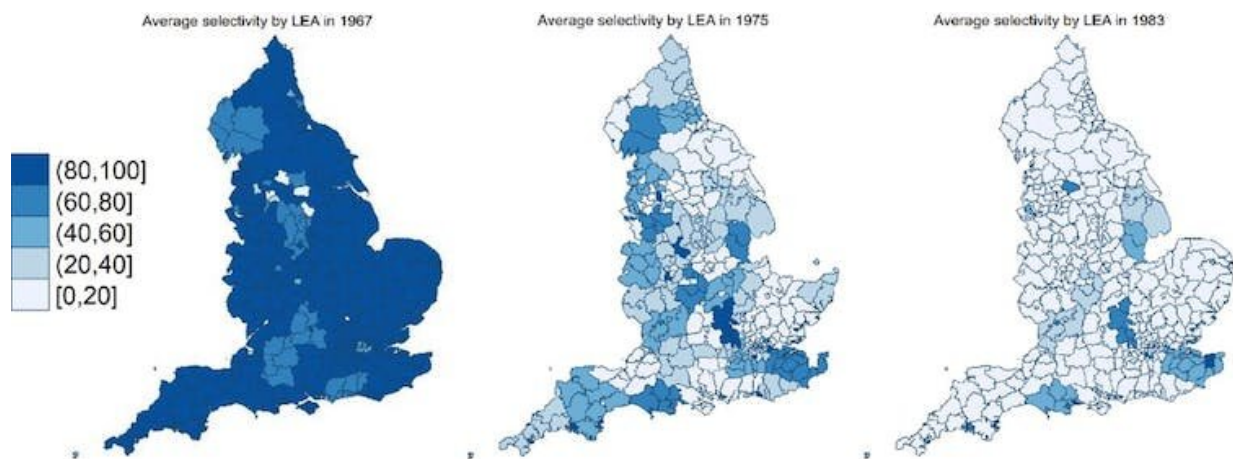 Average selectivity by LEA in 1967
Average selectivity by LEA in 1975
Average selectivity by LEA in 1983
(80,100]
(60,80]
(40,60]
(20,40]
[0,20]